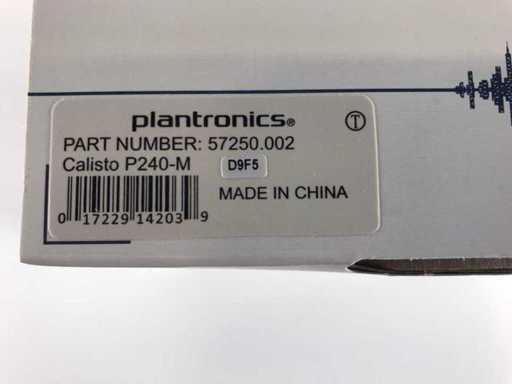 plantronics®
T
PART NUMBER: 57250.002
Calisto P240-M D9F5
MADE IN CHINA
0 17229 14203 9